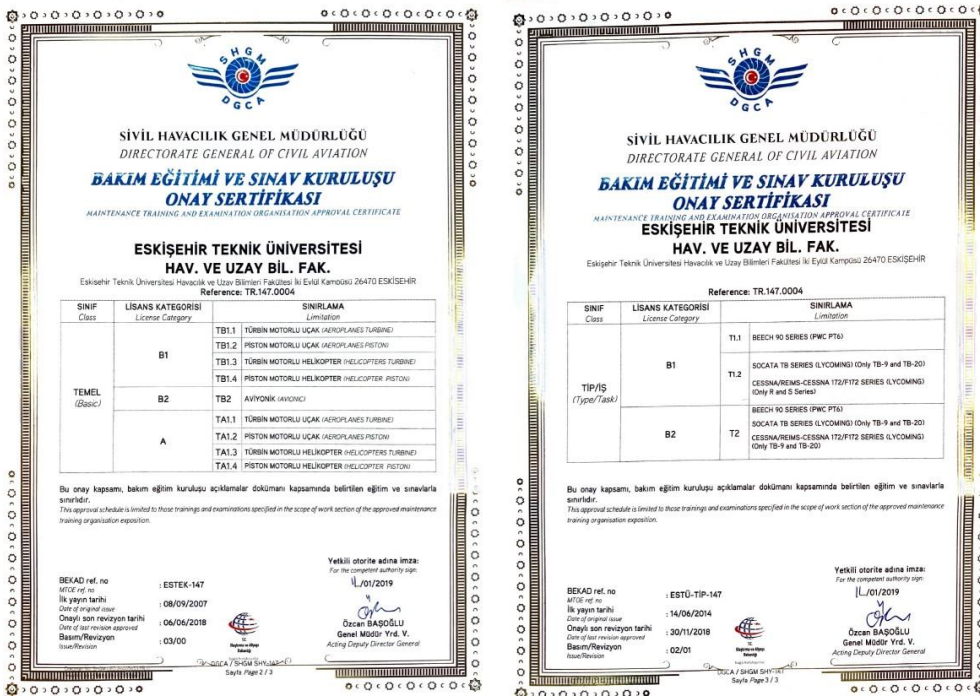 SHGM
DGCA
SİVİL HAVACILIK GENEL MÜDÜRLÜĞÜ
DIRECTORATE GENERAL OF CIVIL AVIATION
BAKIM EĞİTİMİ VE SINAV KURULUŞU
ONAY SERTİFİKASI
MAINTENANCE TRAINING AND EXAMINATION ORGANISATION APPROVAL CERTIFICATE
ESKİŞEHİR TEKNİK ÜNİVERSİTESİ
HAV. VE UZAY BİL. FAK.
Eskişehir Teknik Üniversitesi Havacılık ve Uzay Bilimleri Fakültesi İki Eylül Kampüsü 26470 ESKİŞEHİR
Reference: TR.147.0004
SINIF LİSANS KATEGORİSİ SINIRLAMA
Class License Category Limitation
TEMEL
(Basic)
B1
TB1.1 TÜRBİN MOTORLU UÇAK (AEROPLANES TURBINE)
TB1.2 PİSTON MOTORLU UÇAK (AEROPLANES PISTON)
TB1.3 TÜRBİN MOTORLU HELİKOPTER (HELICOPTERS TURBINE)
TB1.4 PİSTON MOTORLU HELİKOPTER (HELICOPTER PISTON)
B2 TB2 AVİYONİK (AVIONIC)
A
TA1.1 TÜRBİN MOTORLU UÇAK (AEROPLANES TURBINE)
TA1.2 PİSTON MOTORLU UÇAK (AEROPLANES PISTON)
TA1.3 TÜRBİN MOTORLU HELİKOPTER (HELICOPTERS TURBINE)
TA1.4 PİSTON MOTORLU HELİKOPTER (HELICOPTER PISTON)
Bu onay kapsamı, bakım eğitim kuruluşu açıklamalar dokümanı kapsamında belirtilen eğitim ve sınavlarla
sınırlıdır.
This approval schedule is limited to those trainings and examinations specified in the scope of work section of the approved maintenance
training organisation exposition.
Yetkili otorite adına imza:
For the competent authority sign:
/01/2019
BEKAD ref. no : ESTEK-147
MTOE ref. no
İlk yayın tarihi : 08/09/2007
Date of original issue
Onaylı son revizyon tarihi : 06/06/2018
Date of last revision approved
Basım/Revizyon : 03/00
Issue/Revision
Özcan BAŞOĞLU
Genel Müdür Yrd. V.
Acting Deputy Director General
DGCA / SHGM SHY-147
Sayfa Page 2 / 3
SHGM
DGCA
SİVİL HAVACILIK GENEL MÜDÜRLÜĞÜ
DIRECTORATE GENERAL OF CIVIL AVIATION
BAKIM EĞİTİMİ VE SINAV KURULUŞU
ONAY SERTİFİKASI
MAINTENANCE TRAINING AND EXAMINATION ORGANISATION APPROVAL CERTIFICATE
ESKİŞEHİR TEKNİK ÜNİVERSİTESİ
HAV. VE UZAY BİL. FAK.
Eskişehir Teknik Üniversitesi Havacılık ve Uzay Bilimleri Fakültesi İki Eylül Kampüsü 26470 ESKİŞEHİR
Reference: TR.147.0004
SINIF LİSANS KATEGORİSİ SINIRLAMA
Class License Category Limitation
TİP/İŞ
(Type/Task)
B1
T1.1 BEECH 90 SERIES (PWC PT6)
T1.2
SOCATA TB SERIES (LYCOMING) (Only TB-9 and TB-20)
CESSNA/REIMS-CESSNA 172/F172 SERIES (LYCOMING)
(Only R and S Series)
B2
T2
BEECH 90 SERIES (PWC PT6)
SOCATA TB SERIES (LYCOMING) (Only TB-9 and TB-20)
CESSNA/REIMS-CESSNA 172/F172 SERIES (LYCOMING)
(Only TB-9 and TB-20)
Bu onay kapsamı, bakım eğitim kuruluşu açıklamalar dokümanı kapsamında belirtilen eğitim ve sınavlarla
sınırlıdır.
This approval schedule is limited to those trainings and examinations specified in the scope of work section of the approved maintenance
training organisation exposition.
Yetkili otorite adına imza:
For the competent authority sign:
/01/2019
BEKAD ref. no : ESTÜ-TİP-147
MTOE ref. no
İlk yayın tarihi : 14/06/2014
Date of original issue
Onaylı son revizyon tarihi : 30/11/2018
Date of last revision approved
Basım/Revizyon : 02/01
Issue/Revision
Özcan BAŞOĞLU
Genel Müdür Yrd. V.
Acting Deputy Director General
DGCA / SHGM SHY-147
Sayfa Page 3 / 3